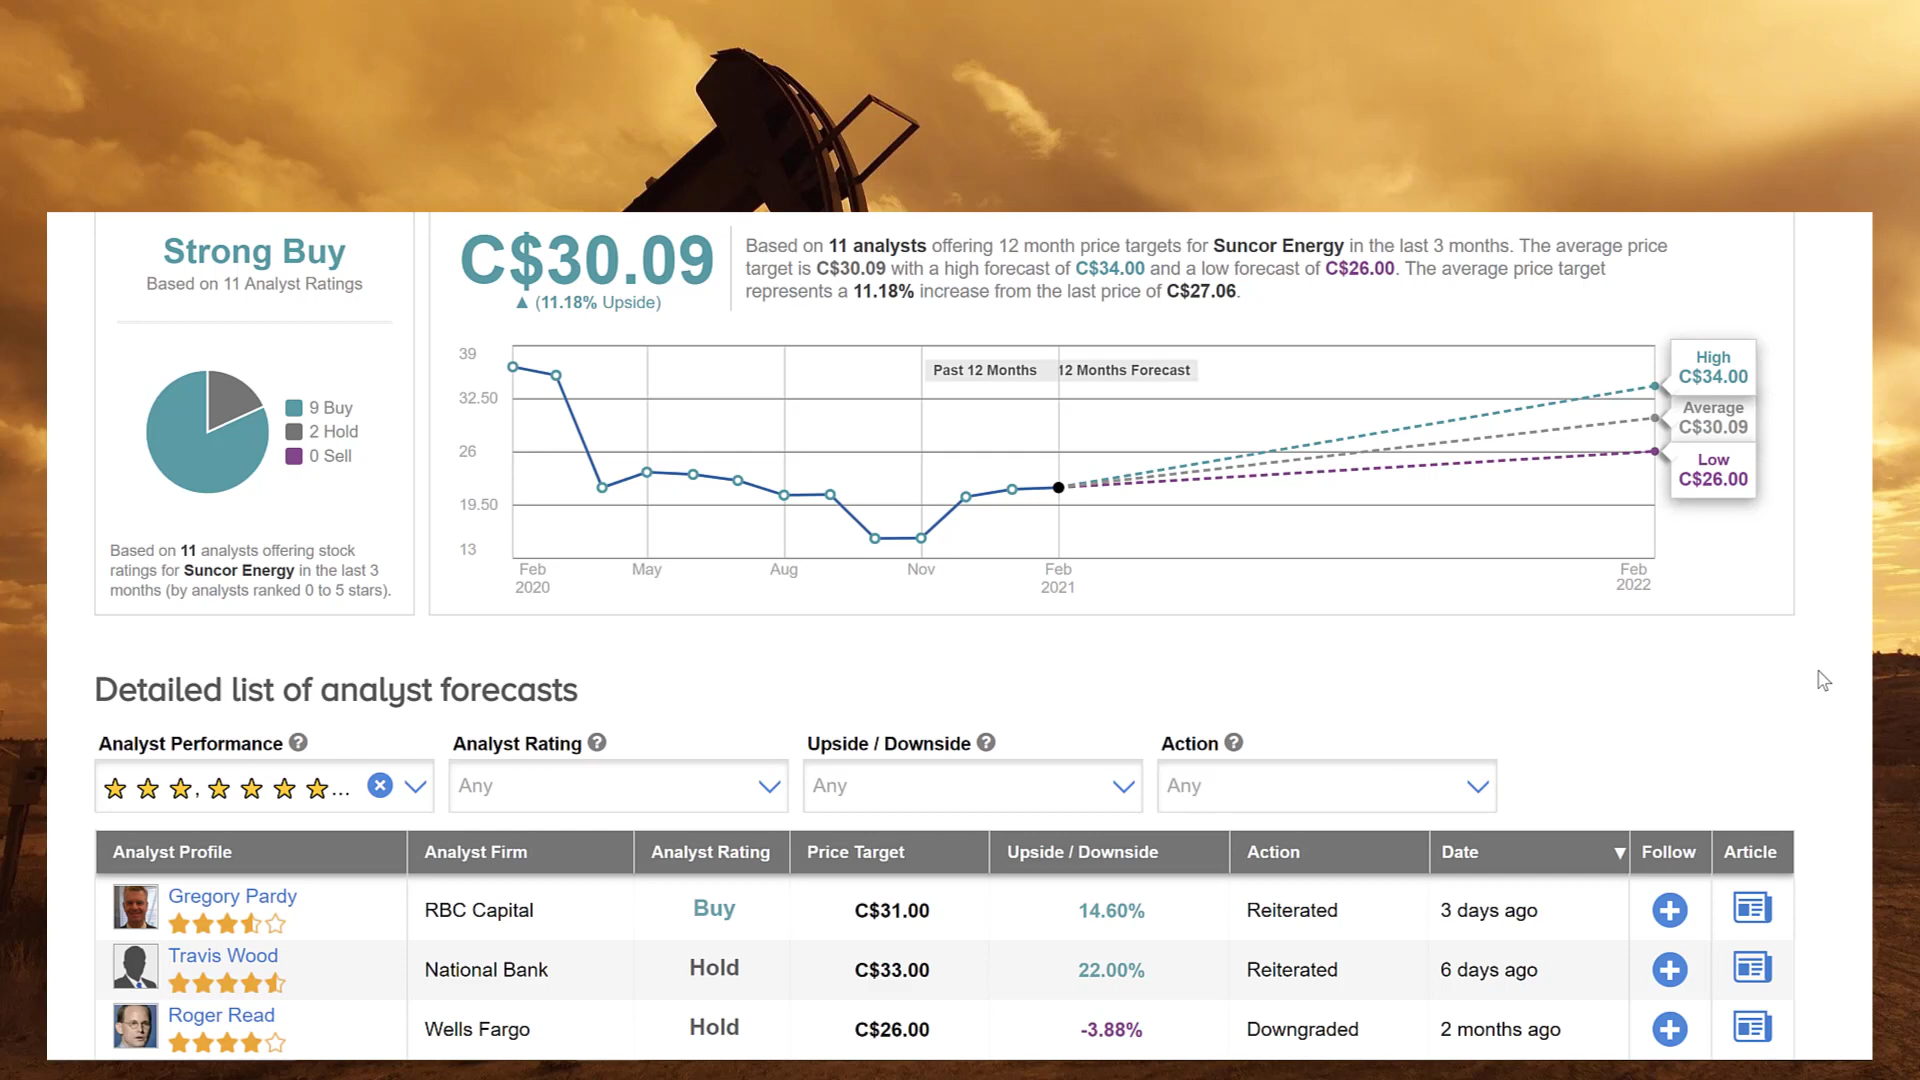 Strong Buy
Based on 11 Analyst Ratings
9 Buy
2 Hold
0 Sell
Based on 11 analysts offering stock
ratings for Suncor Energy in the last 3
months (by analysts ranked 0 to 5 stars).
C$30.09
▲ (11.18% Upside)
Based on 11 analysts offering 12 month price targets for Suncor Energy in the last 3 months. The average price
target is C$30.09 with a high forecast of C$34.00 and a low forecast of C$26.00. The average price target
represents a 11.18% increase from the last price of C$27.06.
39
32.50
26
19.50
13
Past 12 Months
12 Months Forecast
High
C$34.00
Average
C$30.09
Low
C$26.00
Feb
2020
May
Aug
Nov
Feb
2021
Feb
2022
Detailed list of analyst forecasts
Analyst Performance ? Analyst Rating ? Upside / Downside ? Action ?
Any Any Any
Analyst Profile Analyst Firm Analyst Rating Price Target Upside / Downside Action Date ▼ Follow Article
Gregory Pardy RBC Capital Buy C$31.00 14.60% Reiterated 3 days ago
Travis Wood National Bank Hold C$33.00 22.00% Reiterated 6 days ago
Roger Read Wells Fargo Hold C$26.00 -3.88% Downgraded 2 months ago